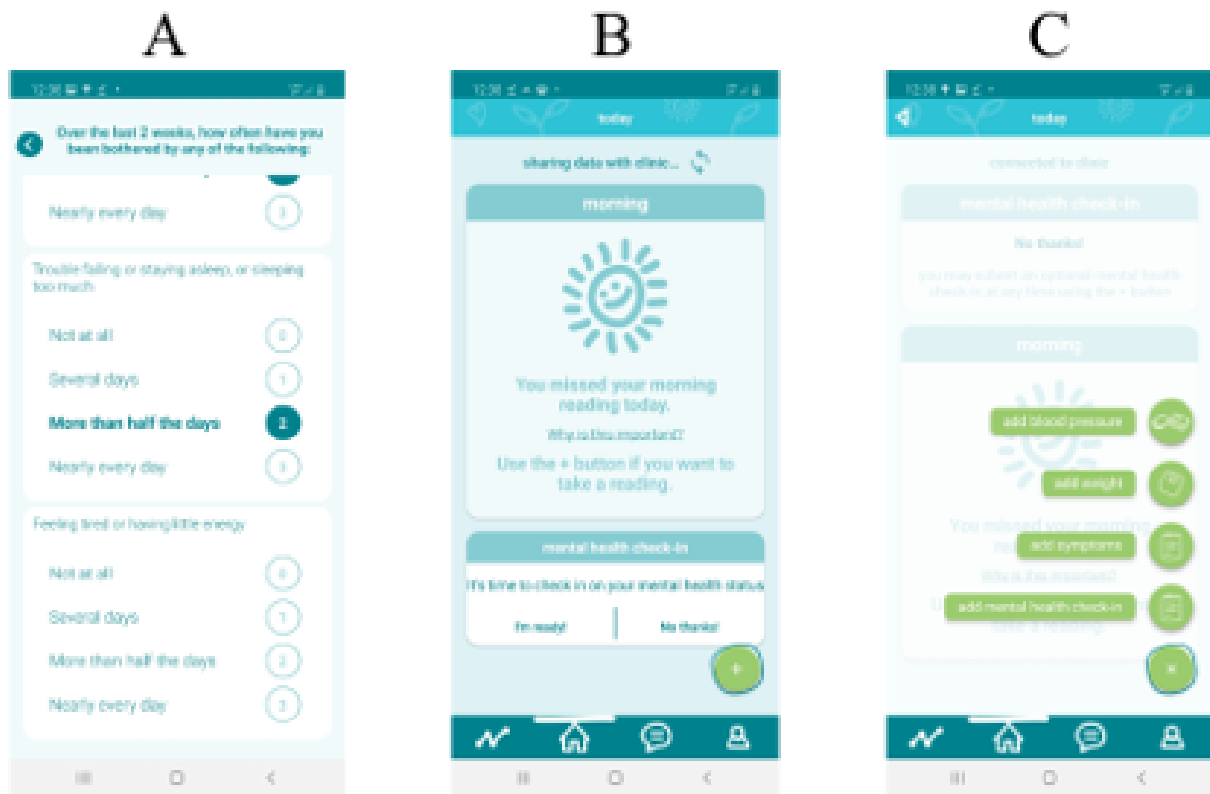 A
Over the last 2 weeks, how often have you
been bothered by any of the following:
Nearly every day 3
Trouble falling or staying asleep, or sleeping
too much
Not at all 0
Several days 1
More than half the days 2
Nearly every day 3
Feeling tired or having little energy
Not at all 0
Several days 1
More than half the days 2
Nearly every day 3
B
12:38
today
sharing data with clinic...
morning
You missed your morning
reading today.
Why is this important?
Use the + button if you want to
take a reading.
mental health check-in
It's time to check in on your mental health status
I'm ready! No thanks!
+
C
12:38
today
connected to clinic
mental health check-in
No thanks!
you may submit an optional mental health
check-in at any time using the + button
morning
add blood pressure
add weight
You missed your morning
add symptoms
Why is this important?
add mental health check-in
take a reading.